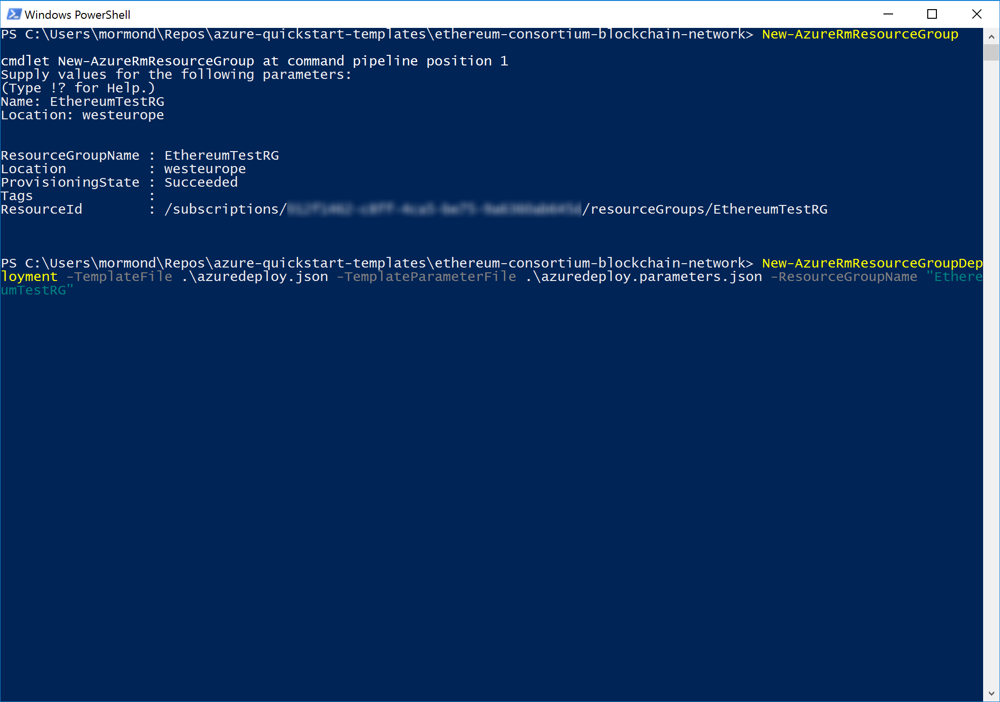 Windows PowerShell
PS C:\Users\mormond\Repos\azure-quickstart-templates\ethereum-consortium-blockchain-network> New-AzureRmResourceGroup
cmdlet New-AzureRmResourceGroup at command pipeline position 1
Supply values for the following parameters:
(Type !? for Help.)
Name: EthereumTestRG
Location: westeurope
ResourceGroupName : EthereumTestRG
Location          : westeurope
ProvisioningState : Succeeded
Tags              :
ResourceId        : /subscriptions/ /resourceGroups/EthereumTestRG
PS C:\Users\mormond\Repos\azure-quickstart-templates\ethereum-consortium-blockchain-network> New-AzureRmResourceGroupDep
loyment -TemplateFile .\azuredeploy.json -TemplateParameterFile .\azuredeploy.parameters.json -ResourceGroupName "Ethere
umTestRG"